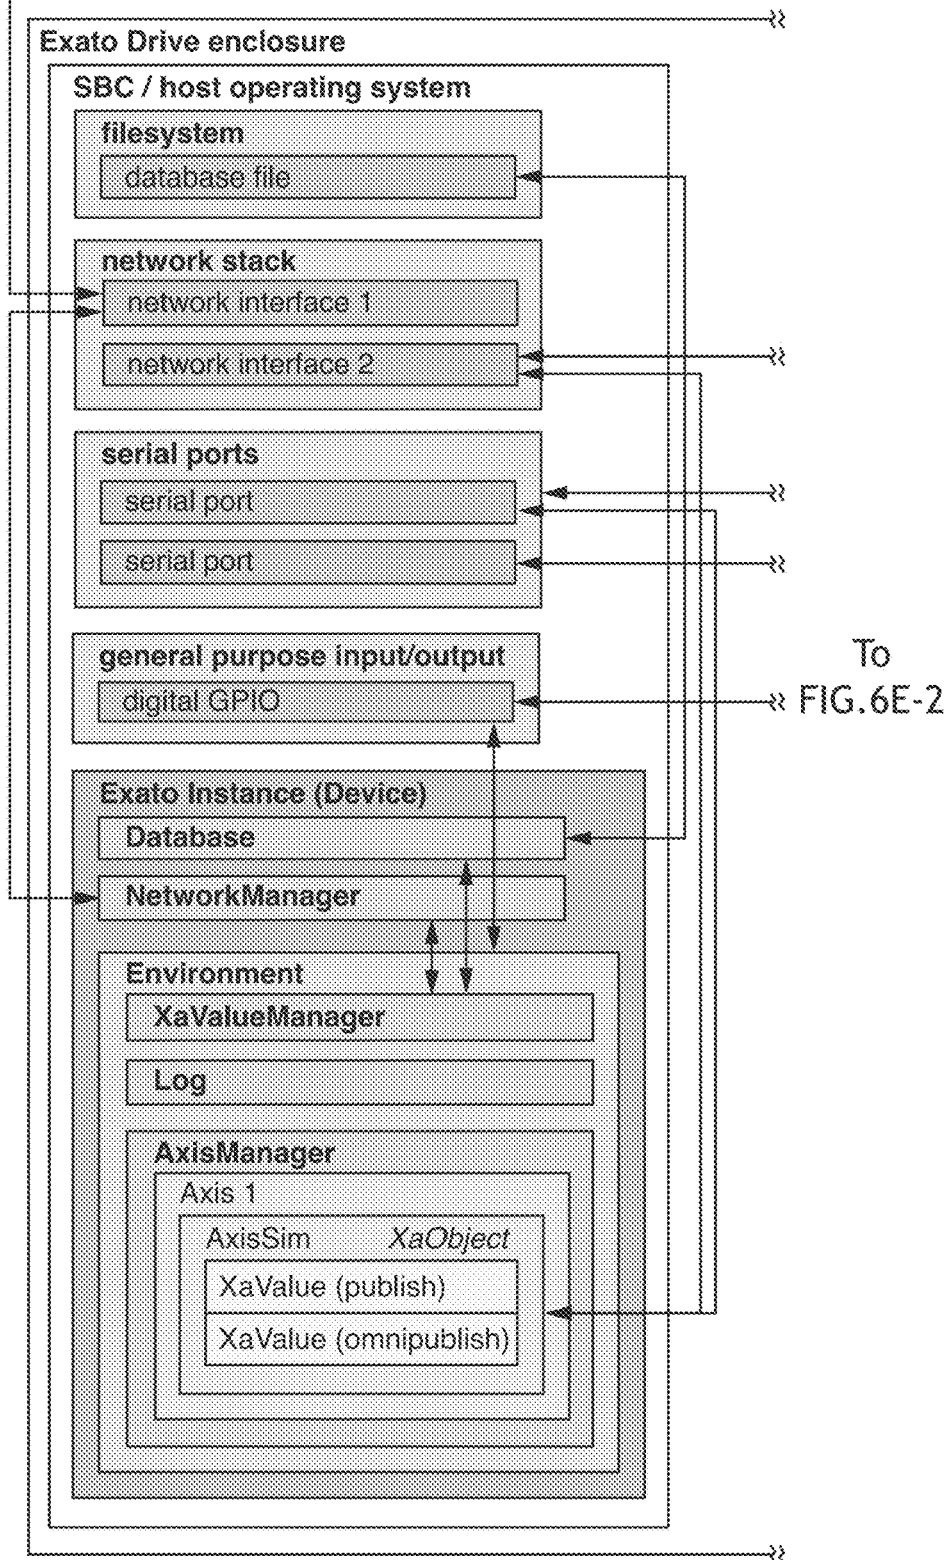 Exato Drive enclosure
SBC / host operating system
filesystem
database file
network stack
network interface 1
network interface 2
serial ports
serial port
serial port
general purpose input/output
digital GPIO
To
FIG.6E-2
Exato Instance (Device)
Database
NetworkManager
Environment
XaValueManager
Log
AxisManager
Axis 1
AxisSim XaObject
XaValue (publish)
XaValue (omnipublish)